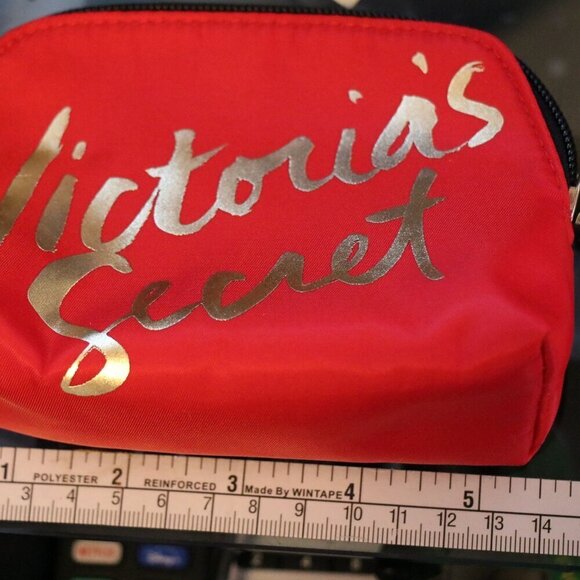 Victoria's
Secret
1 POLYESTER 2 REINFORCED 3 Made By WINTAPE 4 5
3 4 5 6 7 8 9 10 11 12 13 14
NETFLIX